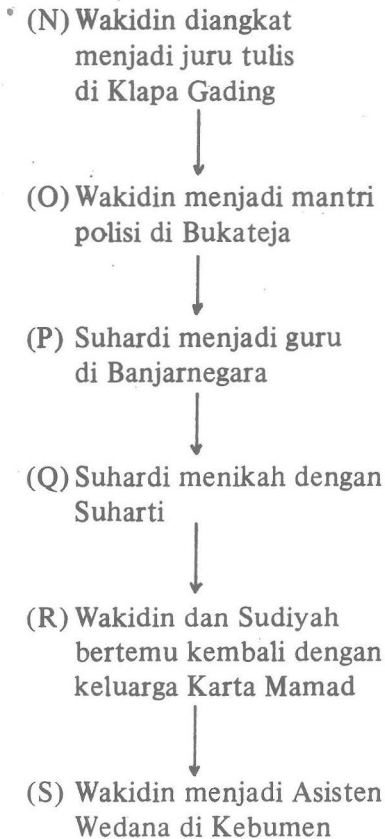 (N) Wakidin diangkat
menjadi juru tulis
di Klapa Gading
(O) Wakidin menjadi mantri
polisi di Bukateja
(P) Suhardi menjadi guru
di Banjarnegara
(Q) Suhardi menikah dengan
Suharti
(R) Wakidin dan Sudiyah
bertemu kembali dengan
keluarga Karta Mamad
(S) Wakidin menjadi Asisten
Wedana di Kebumen